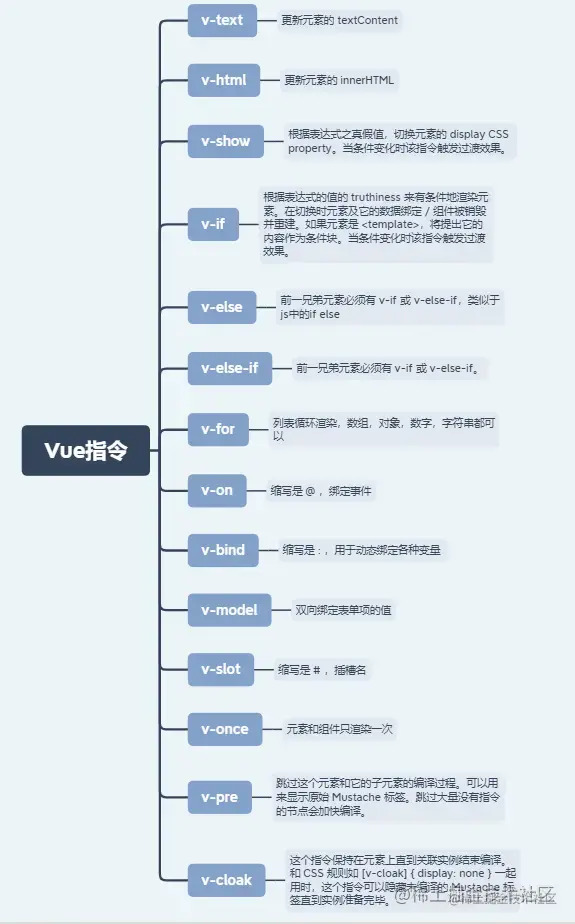 v-text
更新元素的 textContent
v-html
更新元素的 innerHTML
v-show
根据表达式之真假值，切换元素的 display CSS
property。当条件变化时该指令触发过渡效果。
v-if
根据表达式的值的 truthiness 来有条件地渲染元
素。在切换时元素及它的数据绑定 / 组件被销毁
并重建。如果元素是 <template>，将提出它的
内容作为条件块。当条件变化时该指令触发过渡
效果。
v-else
前一兄弟元素必须有 v-if 或 v-else-if，类似于
js中的if else
v-else-if
前一兄弟元素必须有 v-if 或 v-else-if。
v-for
列表循环渲染，数组，对象，数字，字符串都可
以
Vue指令
v-on
缩写是 @ ，绑定事件
v-bind
缩写是 : ，用于动态绑定各种变量
v-model
双向绑定表单项的值
v-slot
缩写是 # ，插槽名
v-once
元素和组件只渲染一次
v-pre
跳过这个元素和它的子元素的编译过程。可以用
来显示原始 Mustache 标签。跳过大量没有指令
的节点会加快编译。
v-cloak
这个指令保持在元素上直到关联实例结束编译。
和 CSS 规则如 [v-cloak] { display: none } 一起
用时，这个指令可以隐藏未编译的 Mustache 标
签直到实例准备完毕。
@稀土掘金技术社区